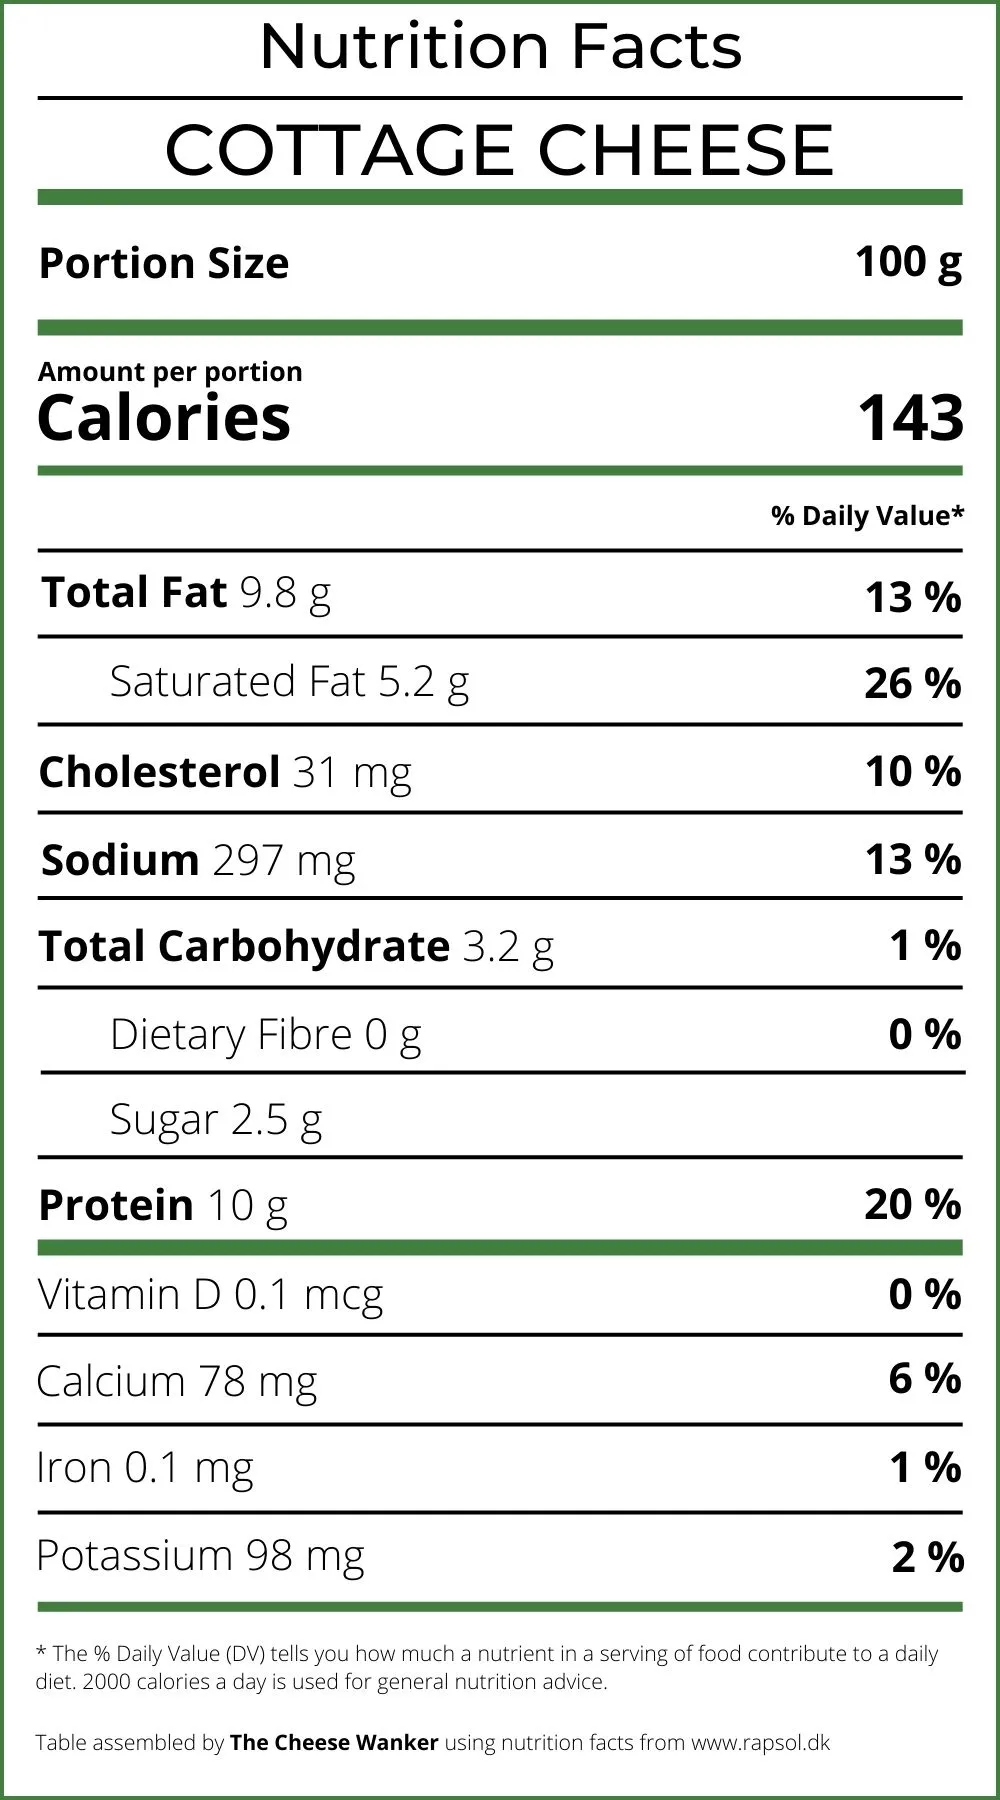 Nutrition Facts
COTTAGE CHEESE
Portion Size 100 g
Amount per portion
Calories 143
% Daily Value*
Total Fat 9.8 g 13 %
Saturated Fat 5.2 g 26 %
Cholesterol 31 mg 10 %
Sodium 297 mg 13 %
Total Carbohydrate 3.2 g 1 %
Dietary Fibre 0 g 0 %
Sugar 2.5 g
Protein 10 g 20 %
Vitamin D 0.1 mcg 0 %
Calcium 78 mg 6 %
Iron 0.1 mg 1 %
Potassium 98 mg 2 %
* The % Daily Value (DV) tells you how much a nutrient in a serving of food contribute to a daily
diet. 2000 calories a day is used for general nutrition advice.
Table assembled by The Cheese Wanker using nutrition facts from www.rapsol.dk